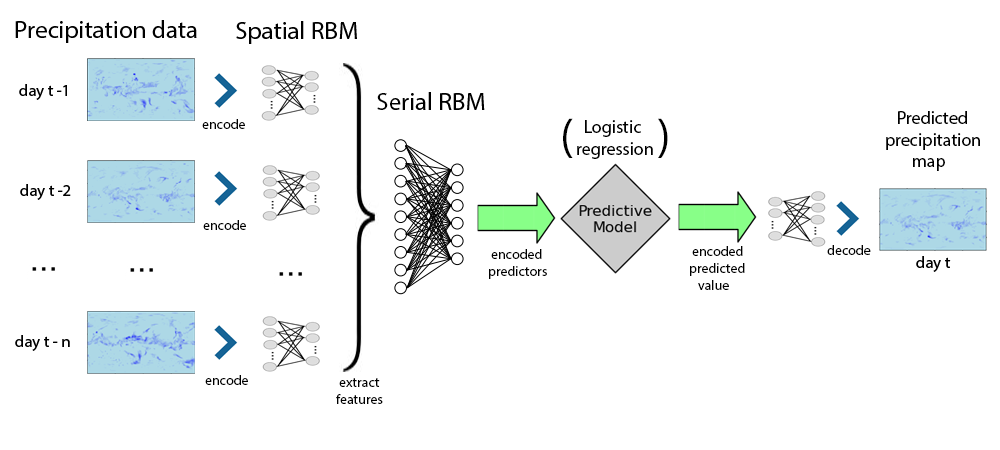 Precipitation data
Spatial RBM
day t -1
encode
day t -2
encode
...
...
...
day t - n
encode
extract
features
Serial RBM
encoded
predictors
( Logistic
regression )
Predictive
Model
encoded
predicted
value
decode
Predicted
precipitation
map
day t